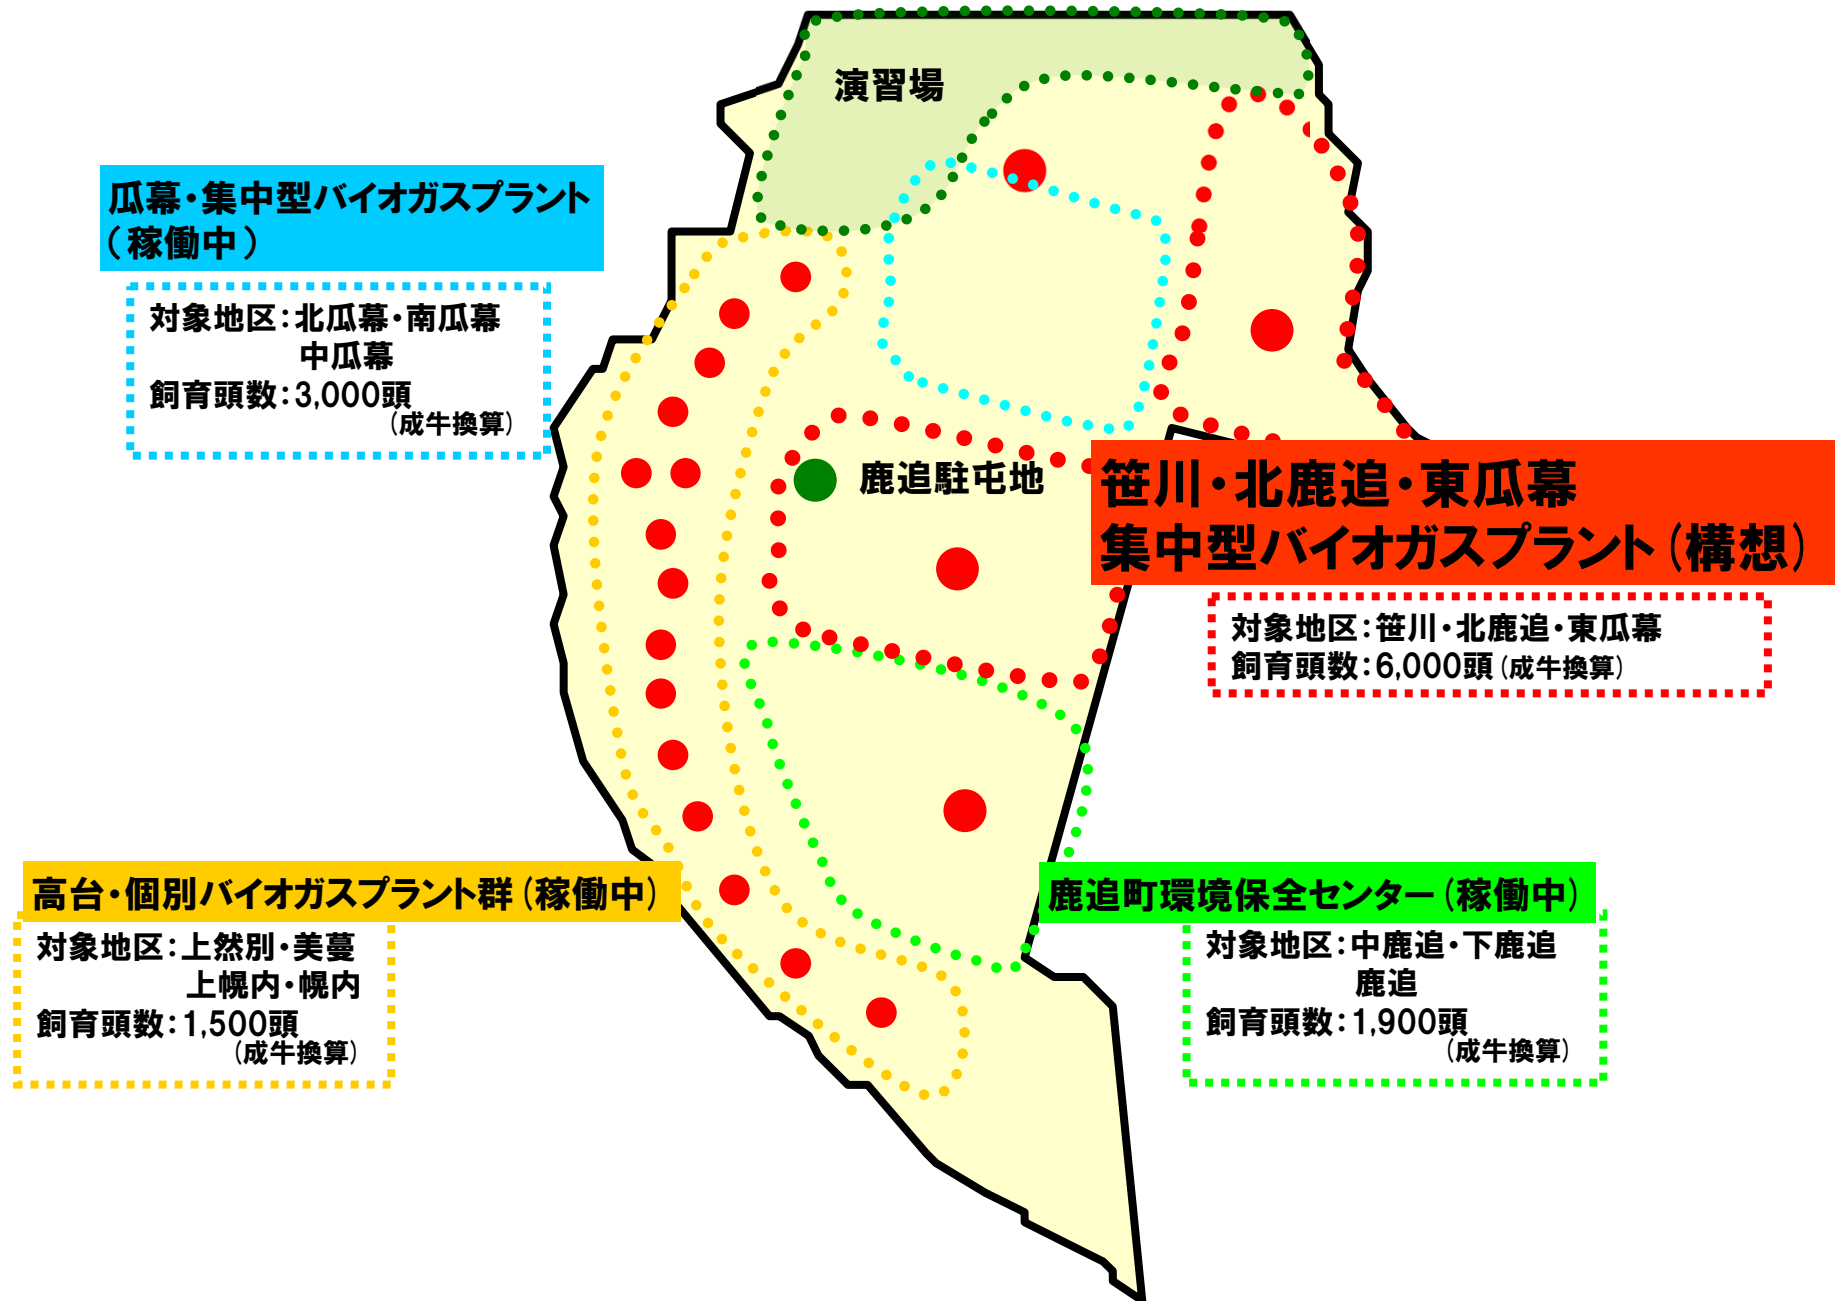 演習場
瓜幕・集中型バイオガスプラント
(稼働中)
対象地区:北瓜幕・南瓜幕
中瓜幕
飼育頭数:3,000頭
(成牛換算)
鹿追駐屯地
笹川・北鹿追・東瓜幕
集中型バイオガスプラント(構想)
対象地区:笹川・北鹿追・東瓜幕
飼育頭数:6,000頭(成牛換算)
高台・個別バイオガスプラント群(稼働中)
対象地区:上然別・美蔓
上幌内・幌内
飼育頭数:1,500頭
(成牛換算)
鹿追町環境保全センター(稼働中)
対象地区:中鹿追・下鹿追
鹿追
飼育頭数:1,900頭
(成牛換算)